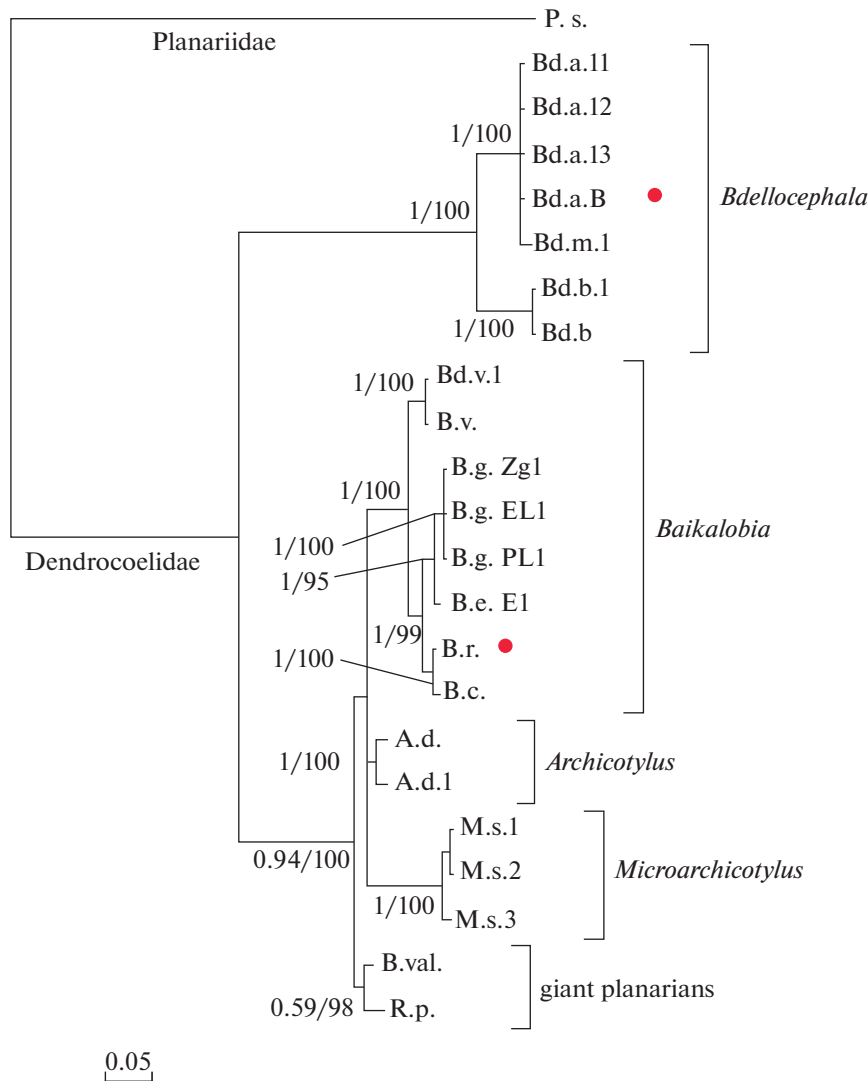 P. s.
Planariidae
Bd.a.11
Bd.a.12
1/100
Bd.a.13
Bd.a.B
Bdellocephala
1/100
Bd.m.1
Bd.b.1
1/100
Bd.b
Bd.v.1
1/100
B.v.
B.g. Zg1
1/100
B.g. EL1
Baikalobia
1/100
B.g. PL1
Dendrocoelidae
1/95
B.e. E1
1/99
B.r.
1/100
B.c.
A.d.
1/100
Archicotylus
A.d.1
M.s.1
0.94/100
M.s.2
Microarchicotylus
1/100
M.s.3
B.val.
giant planarians
0.59/98
R.p.
0.05